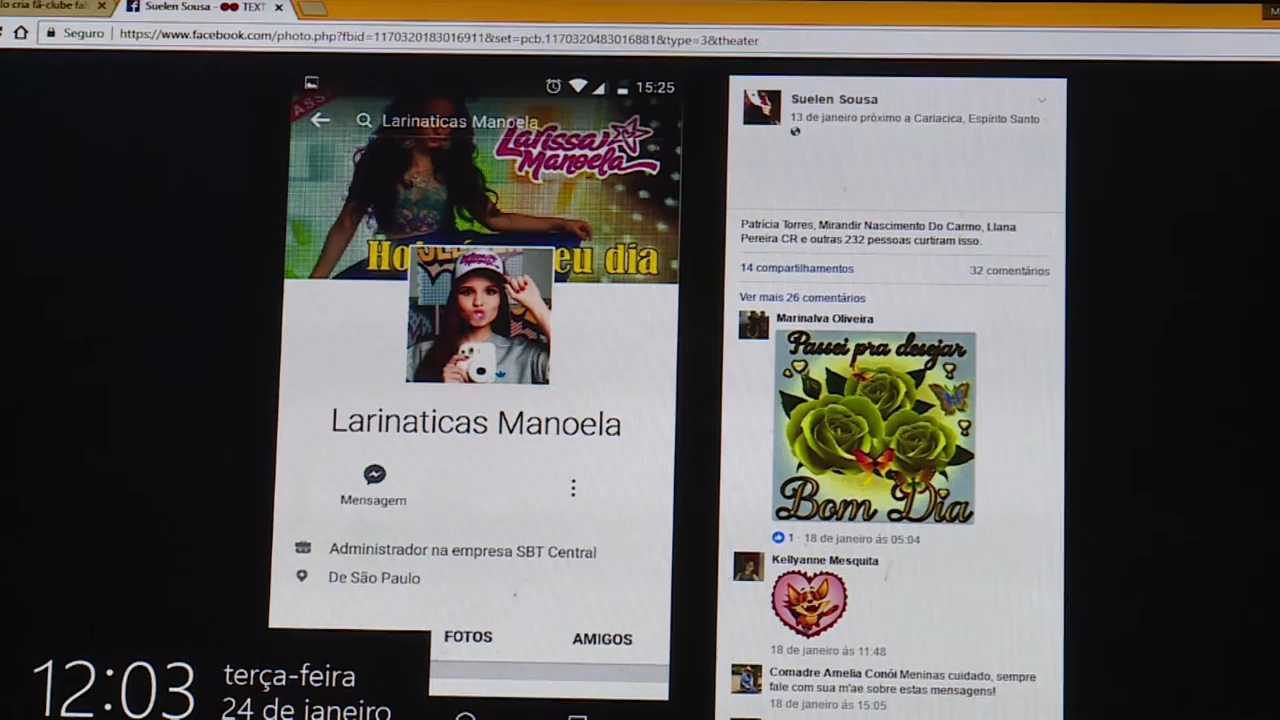 lo cria fã-clube fal
Suelen Sousa - TEXT
Seguro
https://www.facebook.com/photo.php?fbid=1170320183016911&set=pcb.1170320483016881&type=3&theater
15:25
Larinaticas Manoela
Larissa
Manoela
Ho
eu dia
Larinaticas Manoela
Mensagem
Administrador na empresa SBT Central
De São Paulo
FOTOS
AMIGOS
Suelen Sousa
13 de janeiro próximo a Cariacica, Espírito Santo ·
Patrícia Torres, Mirandir Nascimento Do Carmo, Llana
Pereira CR e outras 232 pessoas curtiram isso.
14 compartilhamentos
32 comentários
Ver mais 26 comentários
Marinalva Oliveira
Passei pra desejar
Bom Dia
1 · 18 de janeiro às 05:04
Kellyanne Mesquita
18 de janeiro às 11:48
Comadre Amelia Conói Meninas cuidado, sempre
fale com sua m'ae sobre estas mensagens!
18 de janeiro às 15:05
12:03
terça-feira
24 de janeiro